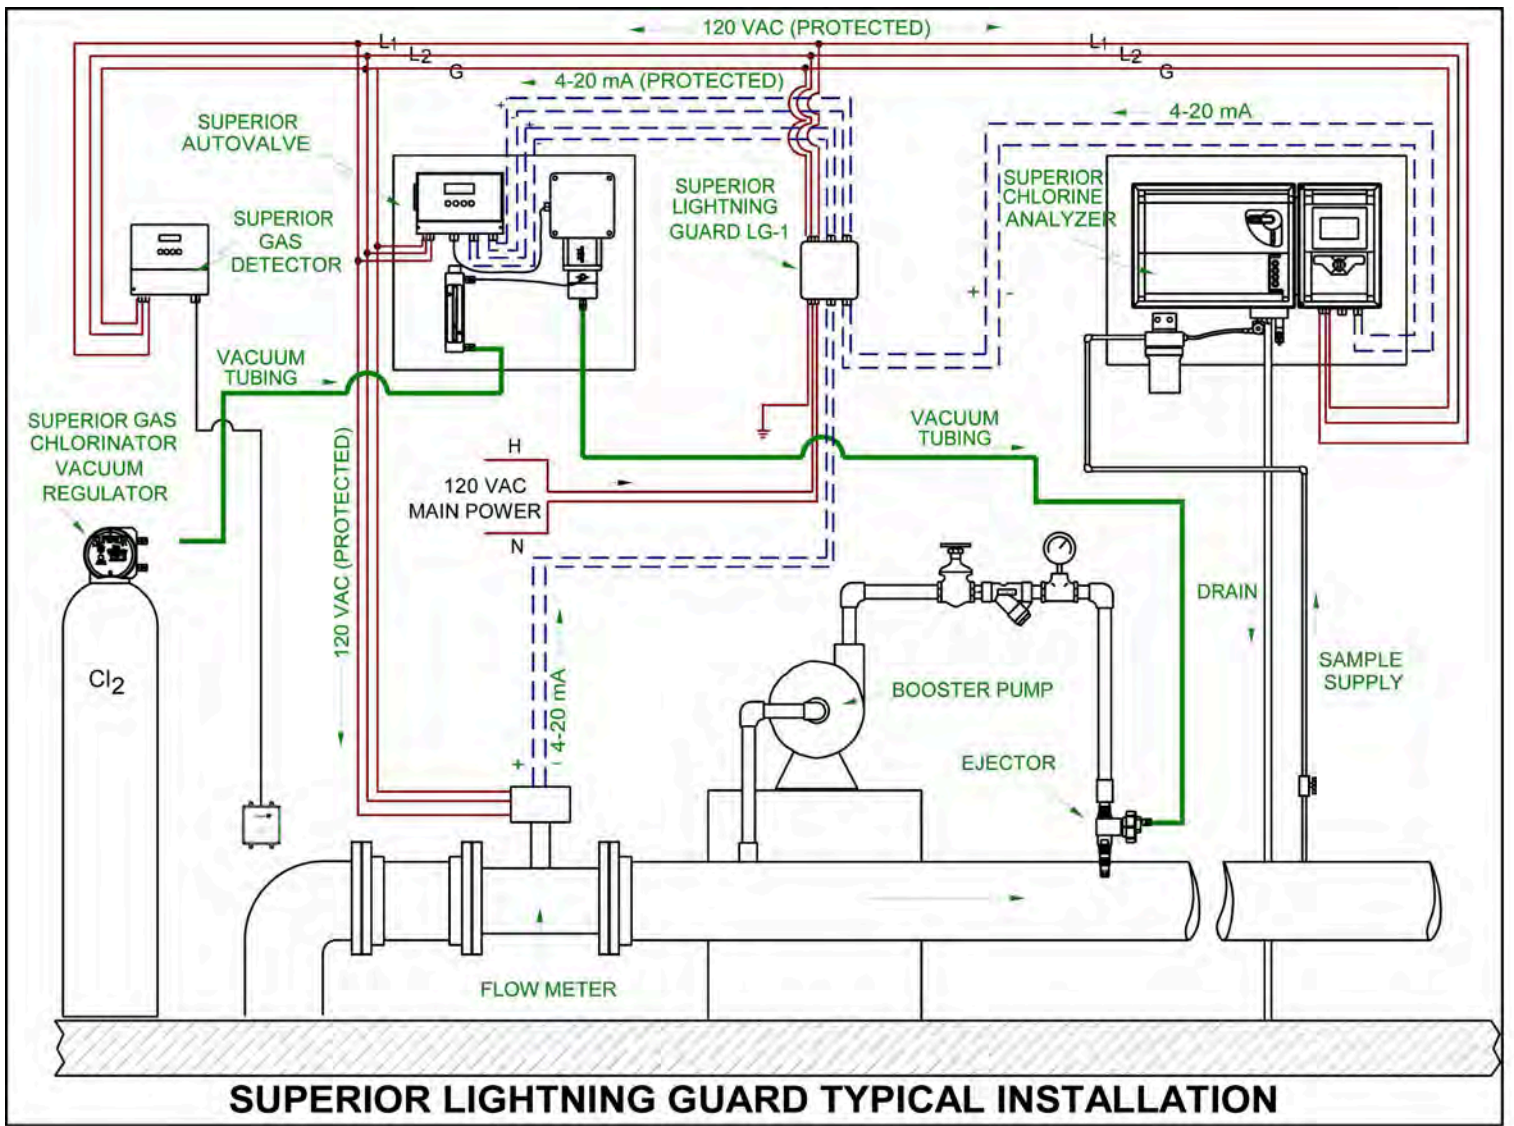 120 VAC (PROTECTED)
L1
L2
G
L1
L2
G
4-20 mA (PROTECTED)
4-20 mA
SUPERIOR
AUTOVALVE
SUPERIOR
GAS
DETECTOR
SUPERIOR
LIGHTNING
GUARD LG-1
SUPERIOR
CHLORINE
ANALYZER
+
-
+
-
+ -
VACUUM
TUBING
SUPERIOR GAS
CHLORINATOR
VACUUM
REGULATOR
120 VAC (PROTECTED)
H
120 VAC
MAIN POWER
N
VACUUM
TUBING
DRAIN
SAMPLE
SUPPLY
Cl2
BOOSTER PUMP
EJECTOR
4-20 mA
+ -
FLOW METER
SUPERIOR LIGHTNING GUARD TYPICAL INSTALLATION